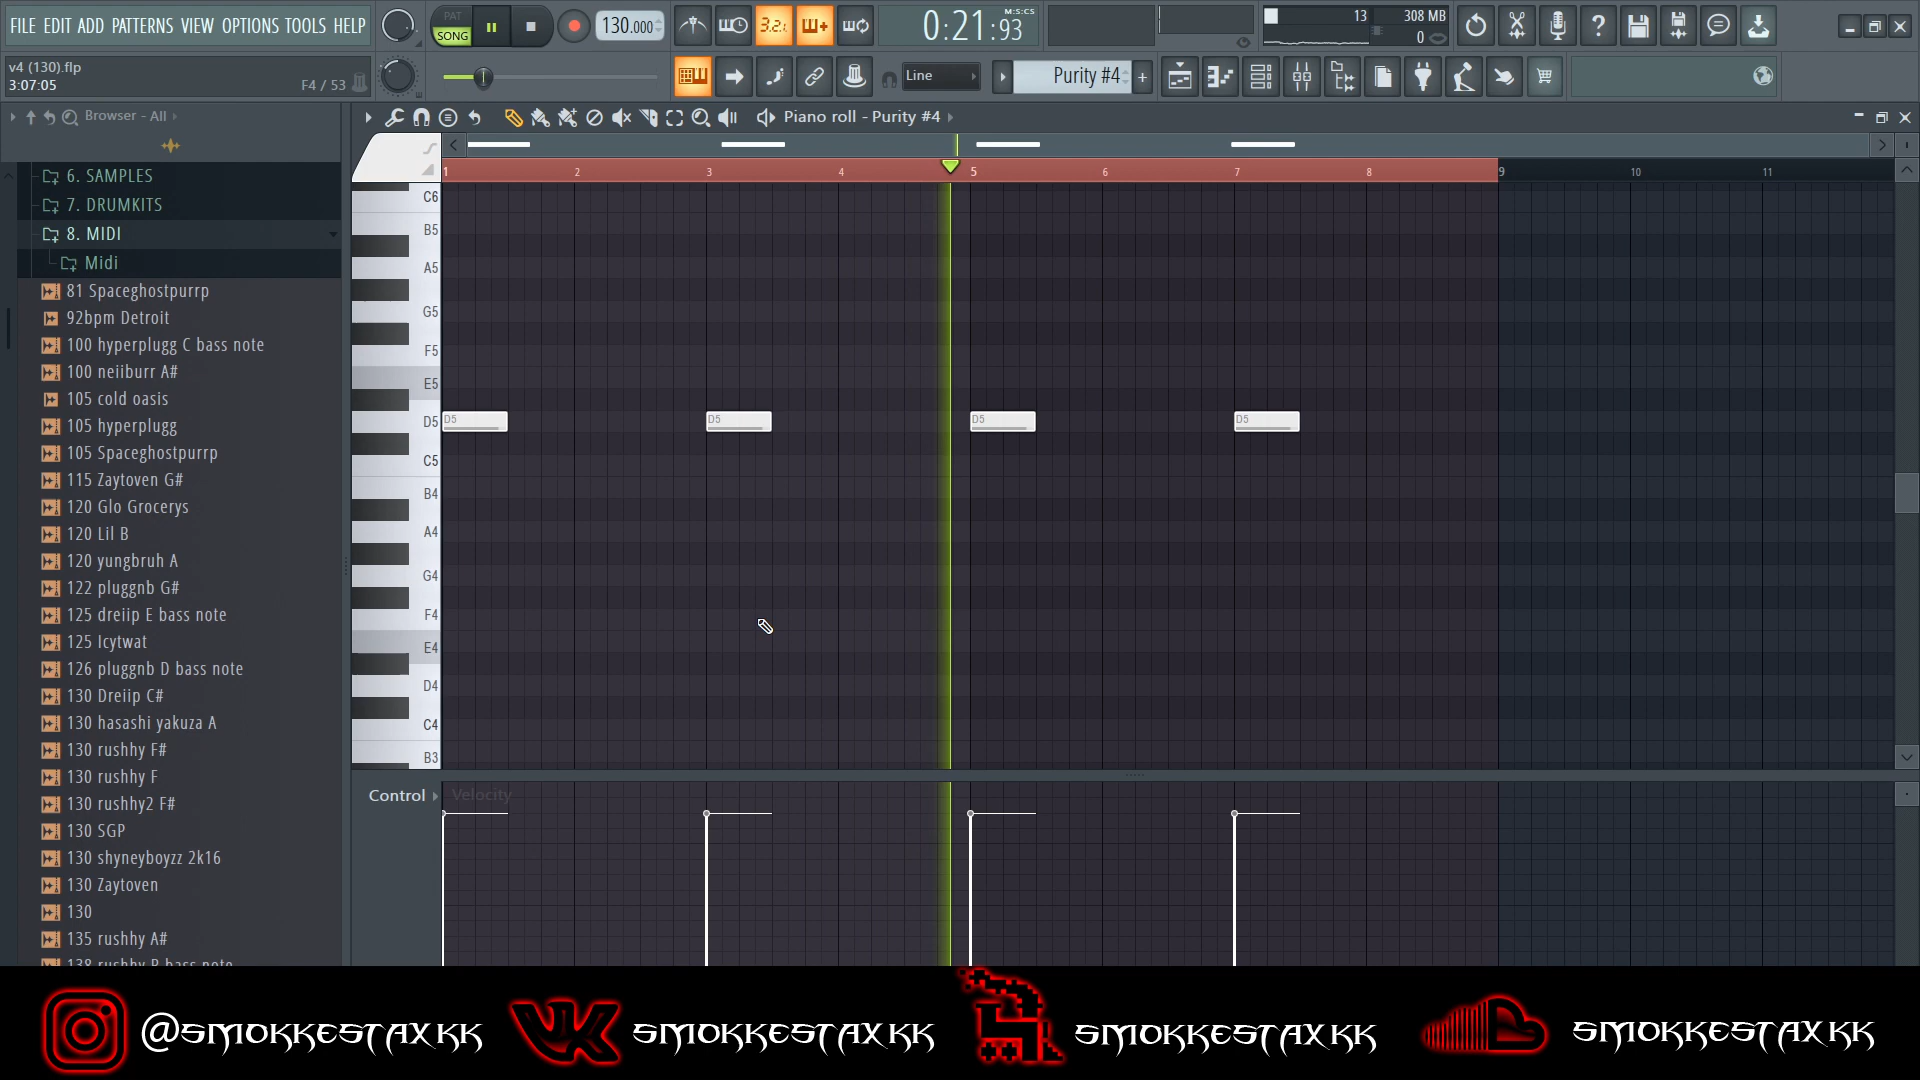 FILE EDIT ADD PATTERNS VIEW OPTIONS TOOLS HELP
PAT
SONG
130.000
3.2.
0:21:93
M:S:CS
13
308 MB
0
v4 (130).flp
3:07:05
F4 / 53
Line
Purity #4
Browser - All
Piano roll - Purity #4
6. SAMPLES
7. DRUMKITS
8. MIDI
Midi
81 Spaceghostpurrp
92bpm Detroit
100 hyperplugg C bass note
100 neiiburr A#
105 cold oasis
105 hyperplugg
105 Spaceghostpurrp
115 Zaytoven G#
120 Glo Grocerys
120 Lil B
120 yungbruh A
122 pluggnb G#
125 dreiip E bass note
125 Icytwat
126 pluggnb D bass note
130 Dreiip C#
130 hasashi yakuza A
130 rushhy F#
130 rushhy F
130 rushhy2 F#
130 SGP
130 shyneyboyzz 2k16
130 Zaytoven
130
135 rushhy A#
138 rushhy B bass note
1 2 3 4 5 6 7 8 9 10 11
C6
B5
A5
G5
F5
E5
D5
C5
B4
A4
G4
F4
E4
D4
C4
B3
D5 D5 D5 D5
Control
Velocity
@SMOKKESTAXKK SMOKKESTAXKK SMOKKESTAXKK SMOKKESTAXKK